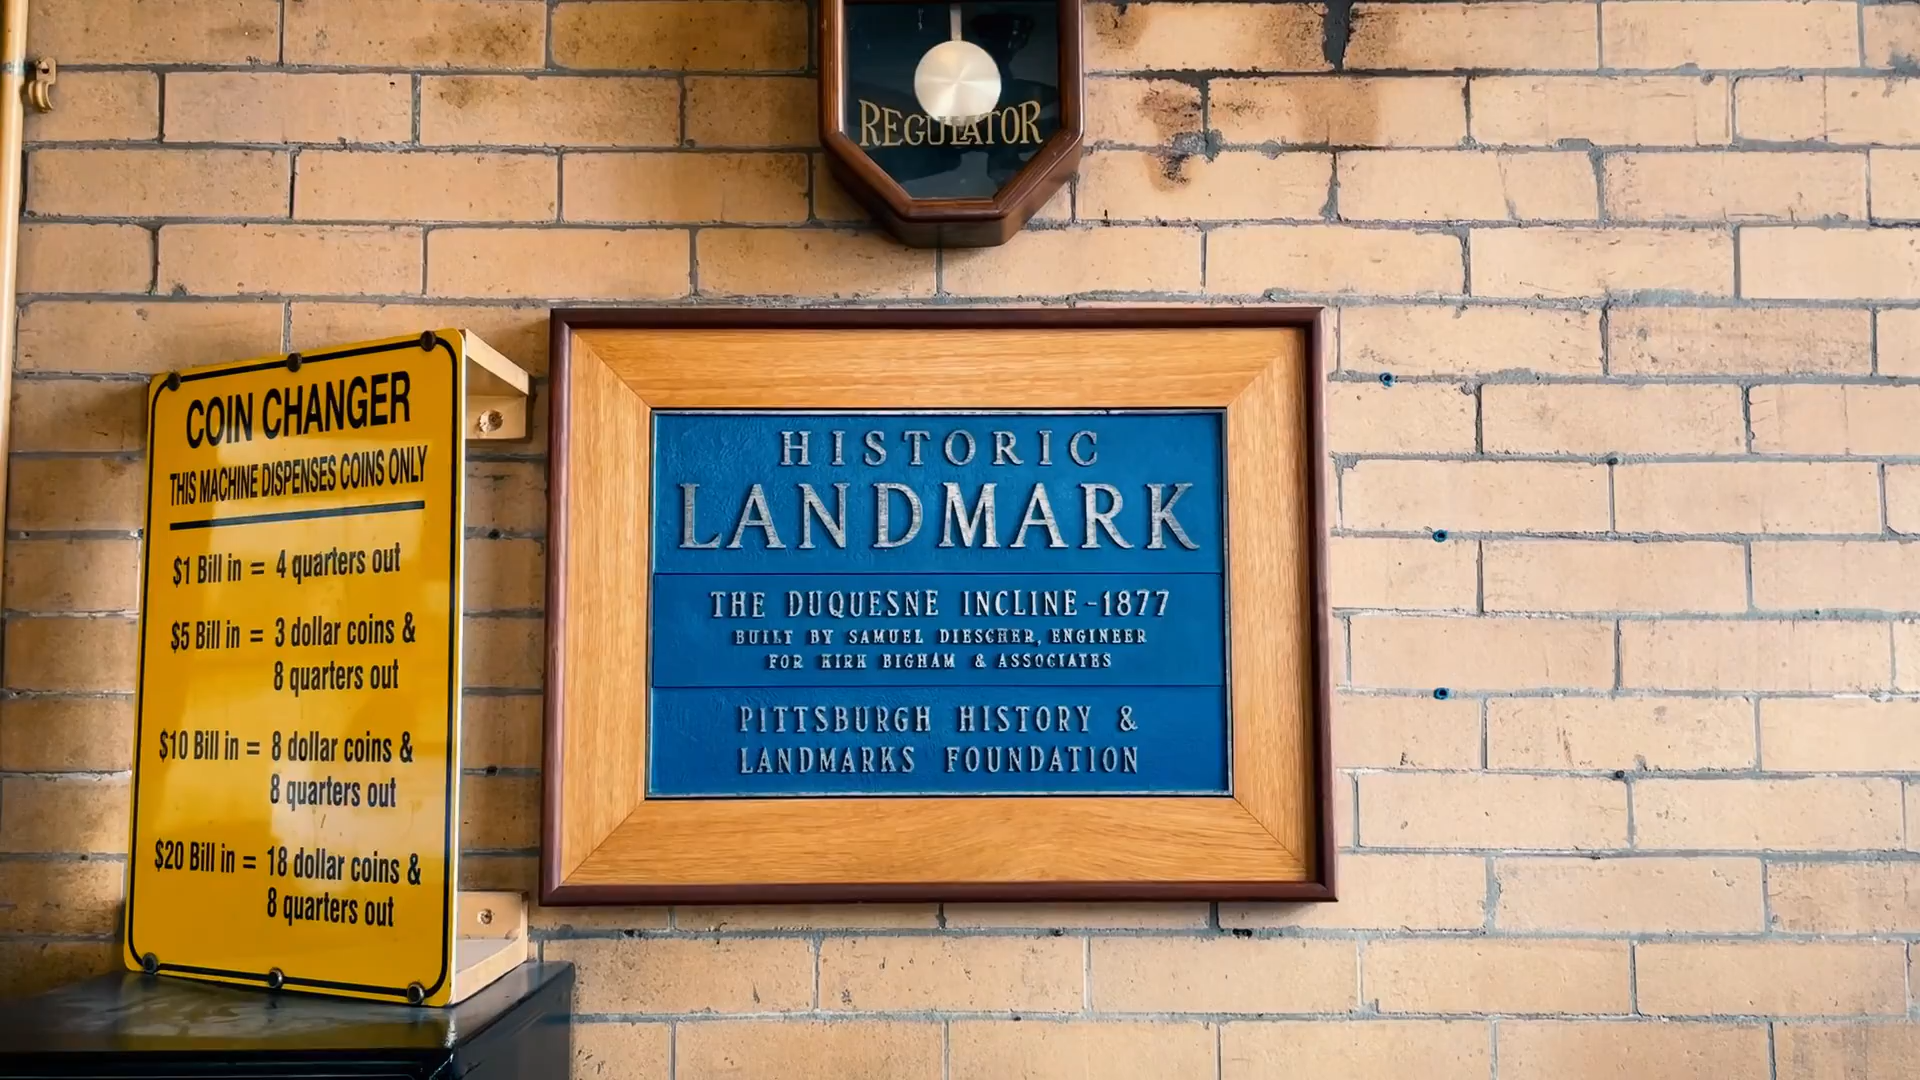 REGULATOR
COIN CHANGER
THIS MACHINE DISPENSES COINS ONLY
$1 Bill in = 4 quarters out
$5 Bill in = 3 dollar coins &
8 quarters out
$10 Bill in = 8 dollar coins &
8 quarters out
$20 Bill in = 18 dollar coins &
8 quarters out
HISTORIC
LANDMARK
THE DUQUESNE INCLINE - 1877
BUILT BY SAMUEL DIESCHER, ENGINEER
FOR KIRK BIGHAM & ASSOCIATES
PITTSBURGH HISTORY &
LANDMARKS FOUNDATION